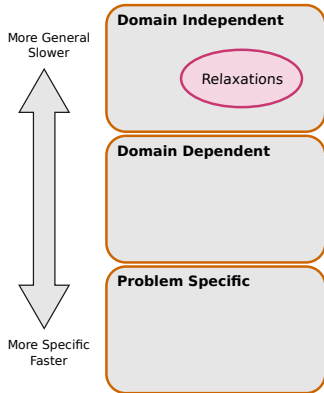 More General
Slower
Domain Independent
Relaxations
Domain Dependent
Problem Specific
More Specific
Faster